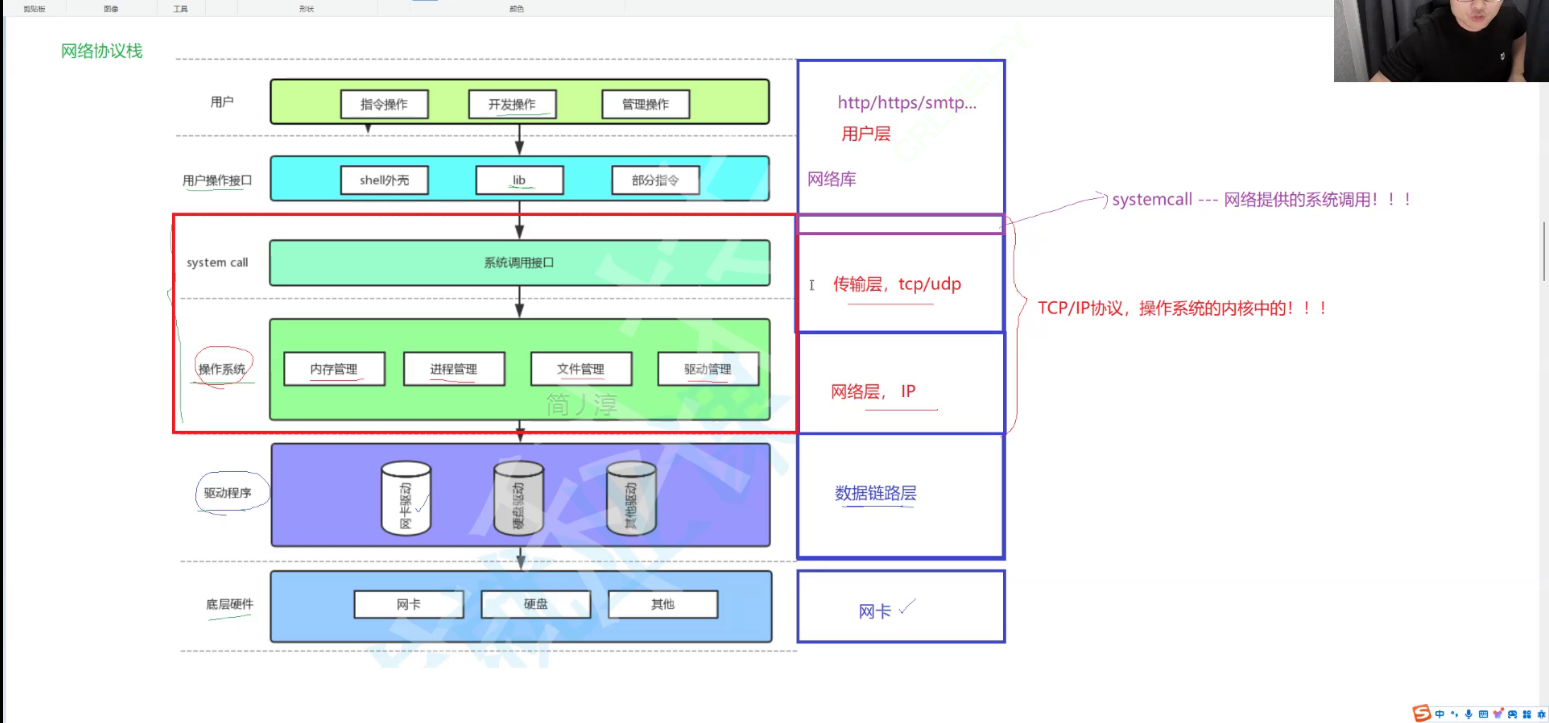 剪贴板 图像 工具 形状 颜色
网络协议栈
用户
指令操作 开发操作 管理操作
http/https/smtp...
用户层
用户操作接口
shell外壳 lib 部分指令
网络库
systemcall --- 网络提供的系统调用！！！
system call
系统调用接口
传输层，tcp/udp
TCP/IP协议，操作系统的内核中的！！！
操作系统
内存管理 进程管理 文件管理 驱动管理
网络层， IP
简丿淳
驱动程序
网卡驱动 硬盘驱动 其他驱动
数据链路层
底层硬件
网卡 硬盘 其他
网卡
中